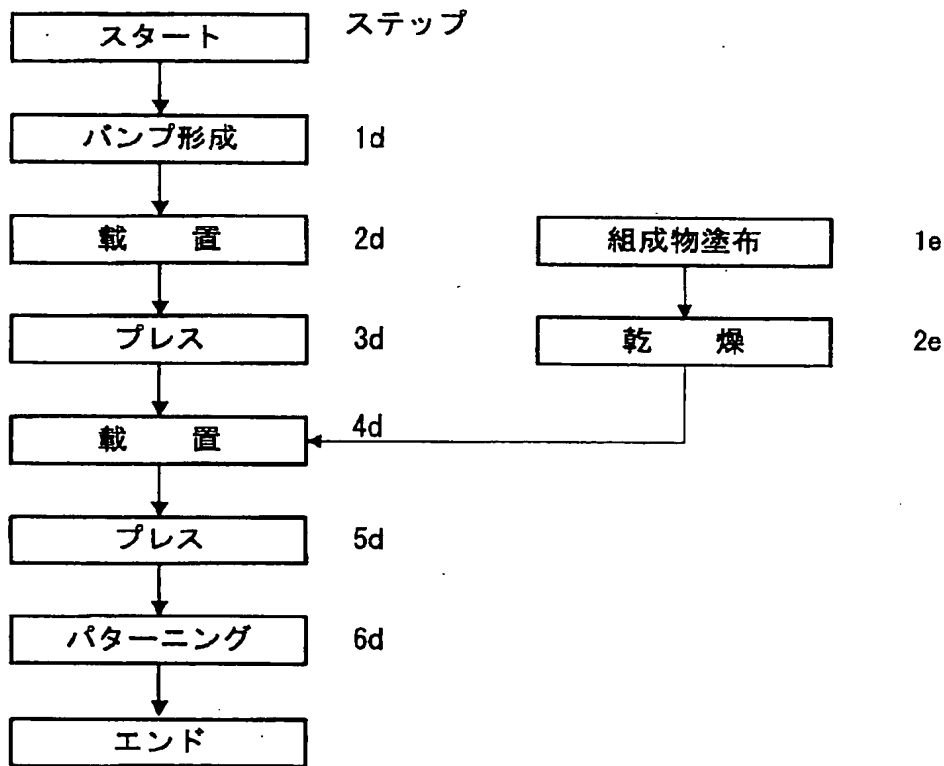 スタート
ステップ
バンプ形成
1d
載 置
2d
組成物塗布
1e
プレス
3d
乾 燥
2e
載 置
4d
プレス
5d
パターニング
6d
エンド